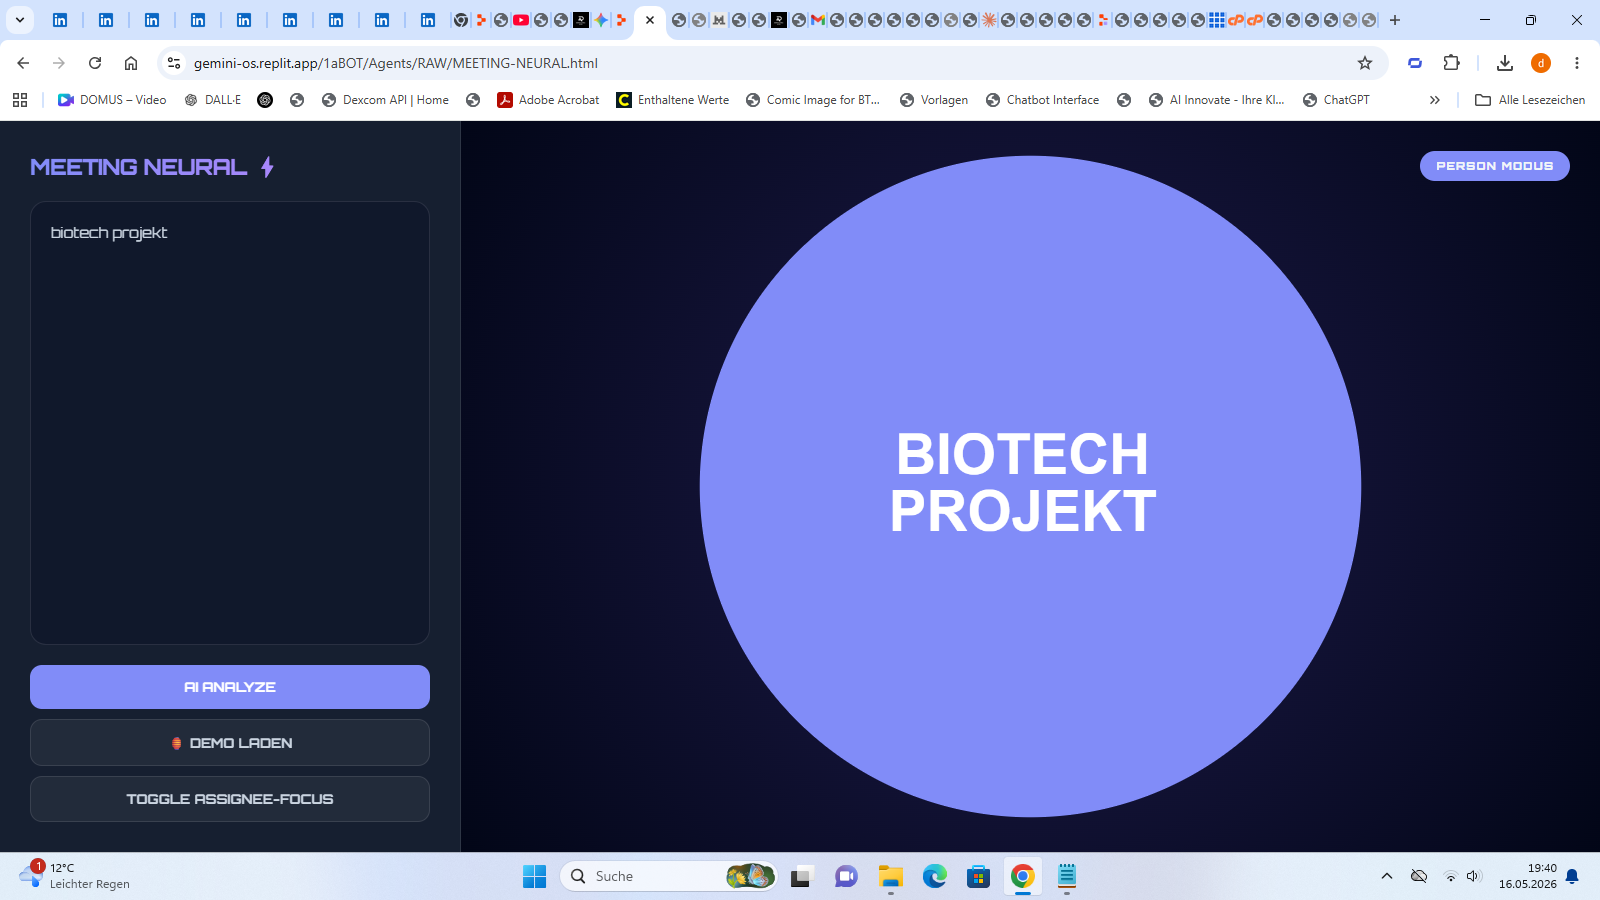 gemini-os.replit.app/1aBOT/Agents/RAW/MEETING-NEURAL.html
d
DOMUS – Video
DALL·E
Dexcom API | Home
Adobe Acrobat
Enthaltene Werte
Comic Image for BT...
Vorlagen
Chatbot Interface
AI Innovate - Ihre KI...
ChatGPT
Alle Lesezeichen
MEETING NEURAL
PERSON MODUS
biotech projekt
BIOTECH
PROJEKT
AI ANALYZE
DEMO LADEN
TOGGLE ASSIGNEE-FOCUS
1
12°C
Leichter Regen
Suche
19:40
16.05.2026